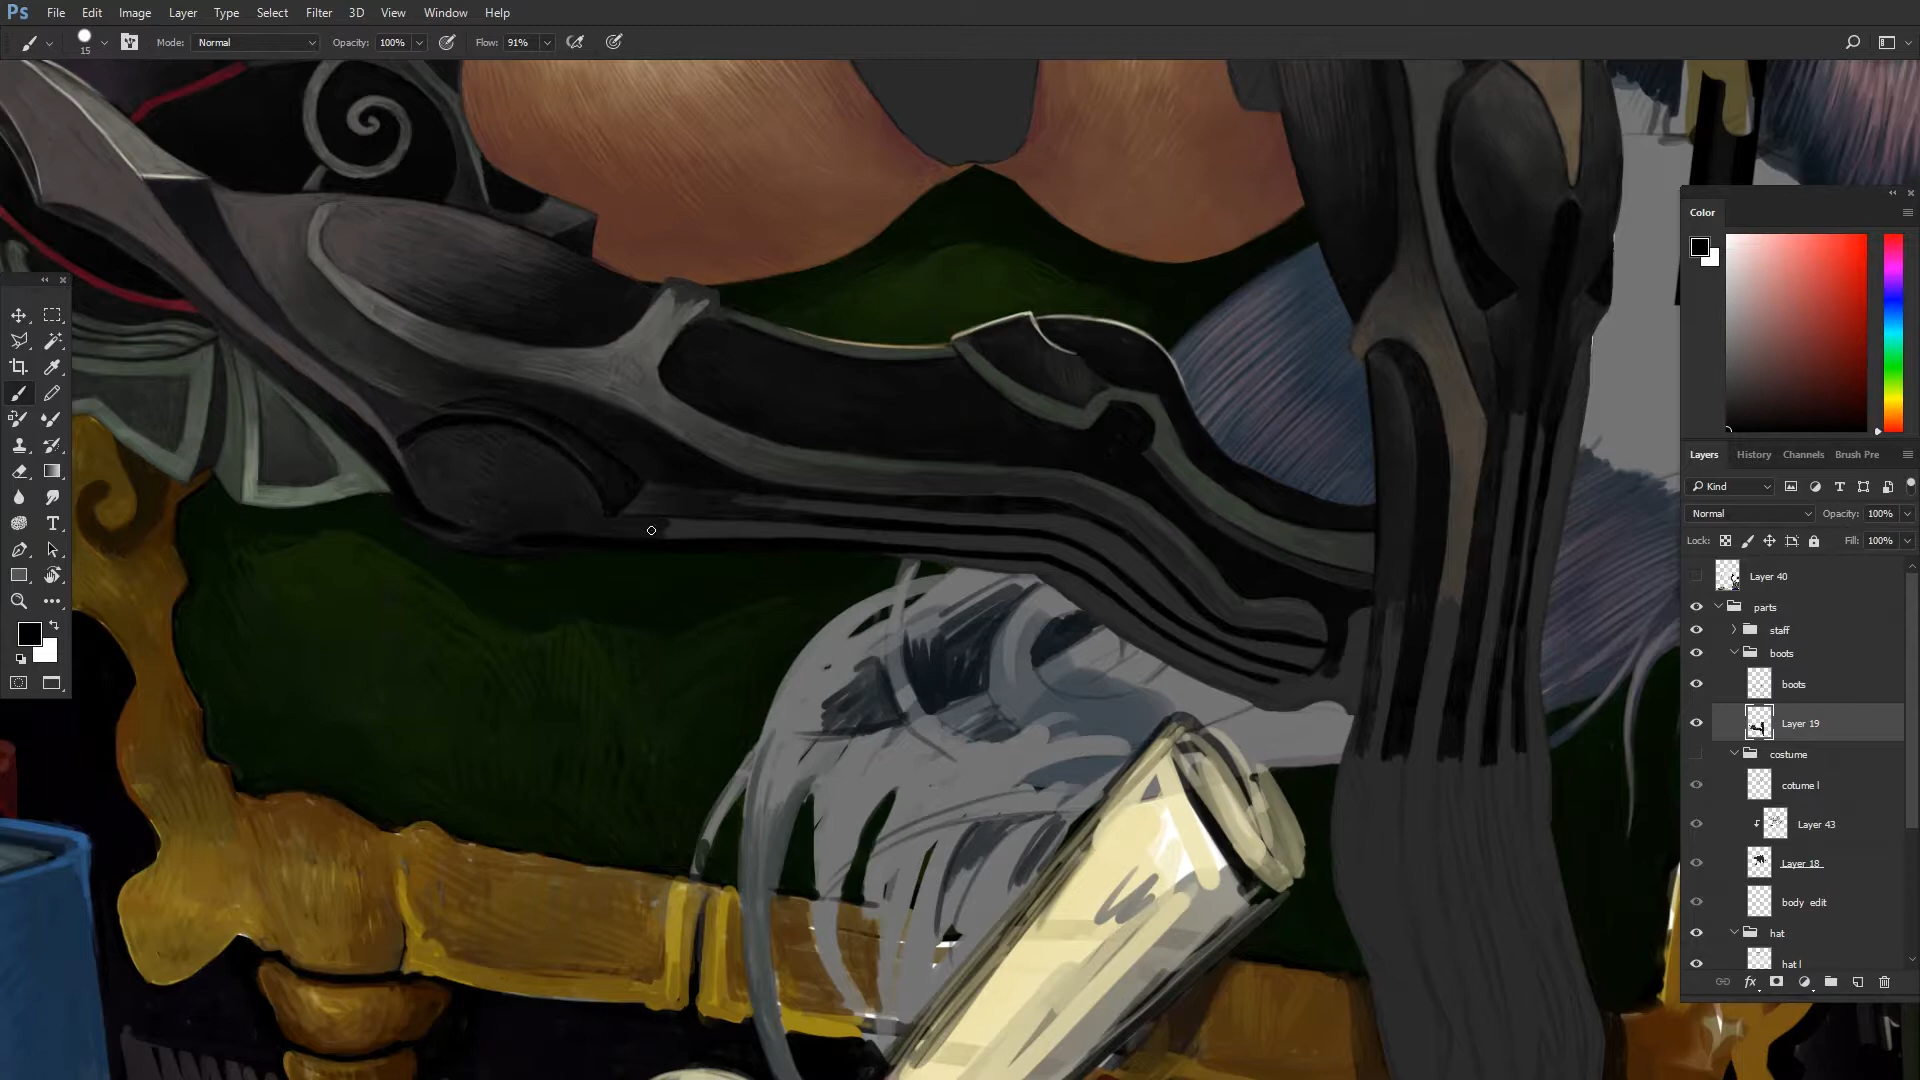 Ps File Edit Image Layer Type Select Filter 3D View Window Help
15 Mode: Normal Opacity: 100% Flow: 91%
Color
Layers History Channels Brush Pre
Kind
Normal Opacity: 100%
Lock: Fill: 100%
Layer 40
parts
staff
boots
boots
Layer 19
costume
cotume l
Layer 43
Layer 18
body edit
hat
hat l